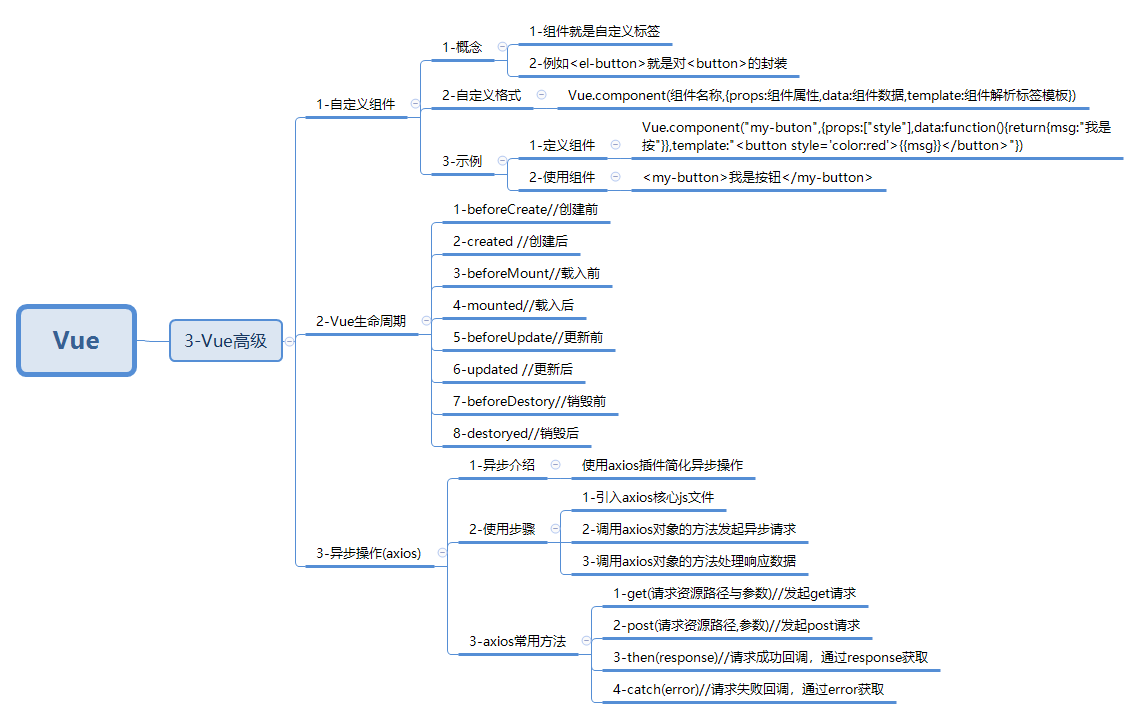 Vue
3-Vue高级
1-自定义组件
1-概念
1-组件就是自定义标签
2-例如<el-button>就是对<button>的封装
2-自定义格式
Vue.component(组件名称,{props:组件属性,data:组件数据,template:组件解析标签模板})
3-示例
1-定义组件
Vue.component("my-buton",{props:["style"],data:function(){return{msg:"我是
按"}},template:"<button style='color:red'>{{msg}}</button>"})
2-使用组件
<my-button>我是按钮</my-button>
2-Vue生命周期
1-beforeCreate//创建前
2-created //创建后
3-beforeMount//载入前
4-mounted//载入后
5-beforeUpdate//更新前
6-updated //更新后
7-beforeDestory//销毁前
8-destoryed//销毁后
3-异步操作(axios)
1-异步介绍
使用axios插件简化异步操作
2-使用步骤
1-引入axios核心js文件
2-调用axios对象的方法发起异步请求
3-调用axios对象的方法处理响应数据
3-axios常用方法
1-get(请求资源路径与参数)//发起get请求
2-post(请求资源路径,参数)//发起post请求
3-then(response)//请求成功回调，通过response获取
4-catch(error)//请求失败回调，通过error获取